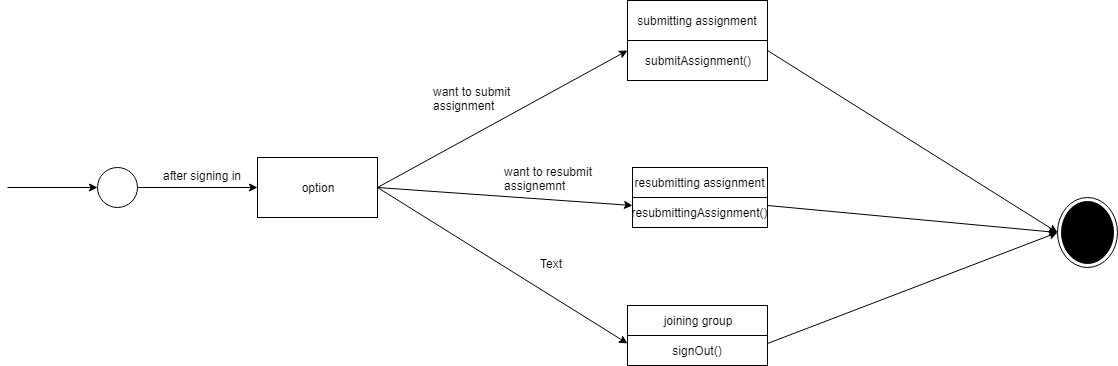 submitting assignment
submitAssignment()
want to submit
assignment
after signing in
option
want to resubmit
assignemnt
resubmitting assignment
resubmittingAssignment()
Text
joining group
signOut()